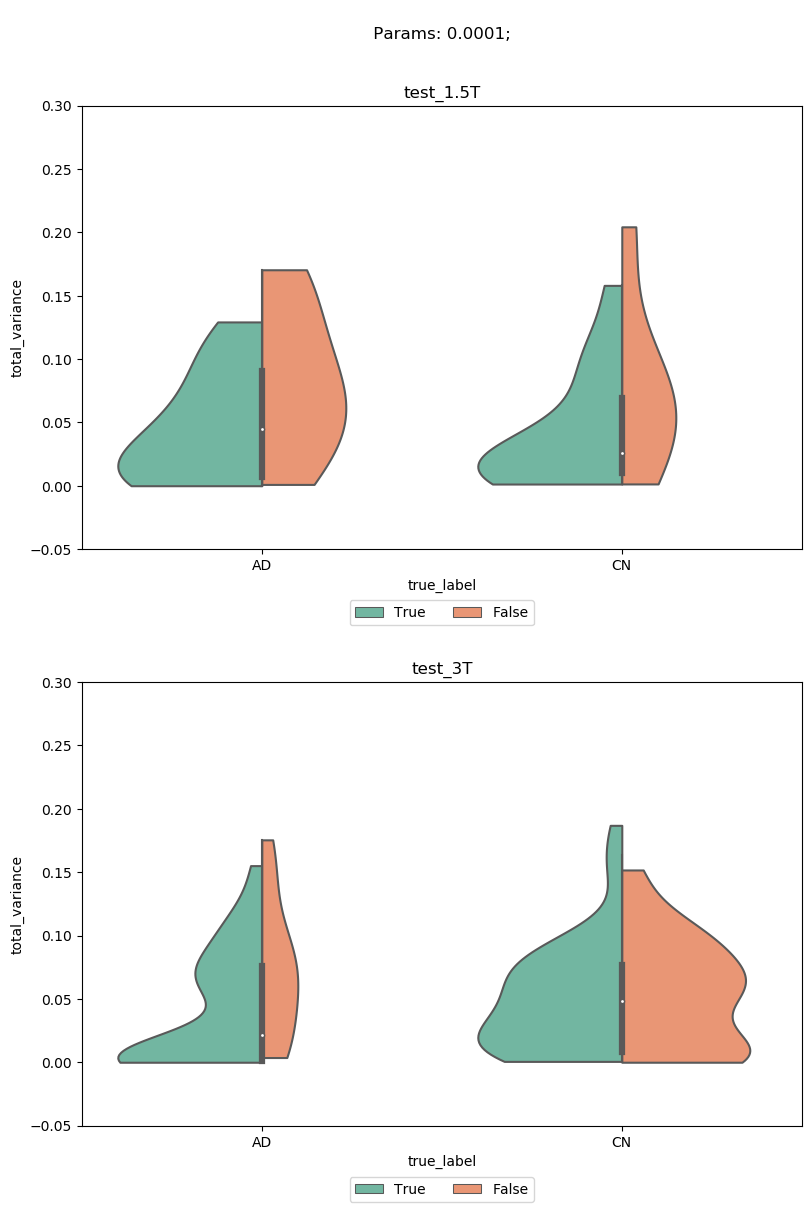 Params: 0.0001;
test_1.5T
0.30
0.25
0.20
0.15
0.10
0.05
0.00
−0.05
total_variance
AD CN
true_label
True False
test_3T
0.30
0.25
0.20
0.15
0.10
0.05
0.00
−0.05
total_variance
AD CN
true_label
True False